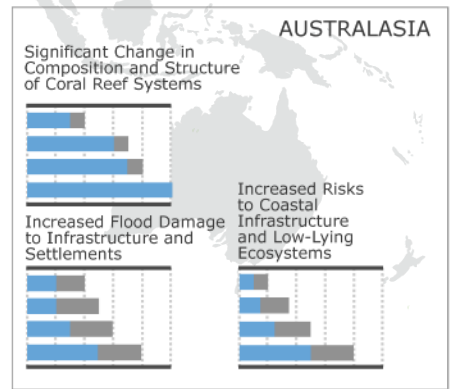 AUSTRALASIA
Significant Change in
Composition and Structure
of Coral Reef Systems
Increased Flood Damage
to Infrastructure and
Settlements
Increased Risks
to Coastal
Infrastructure
and Low-Lying
Ecosystems